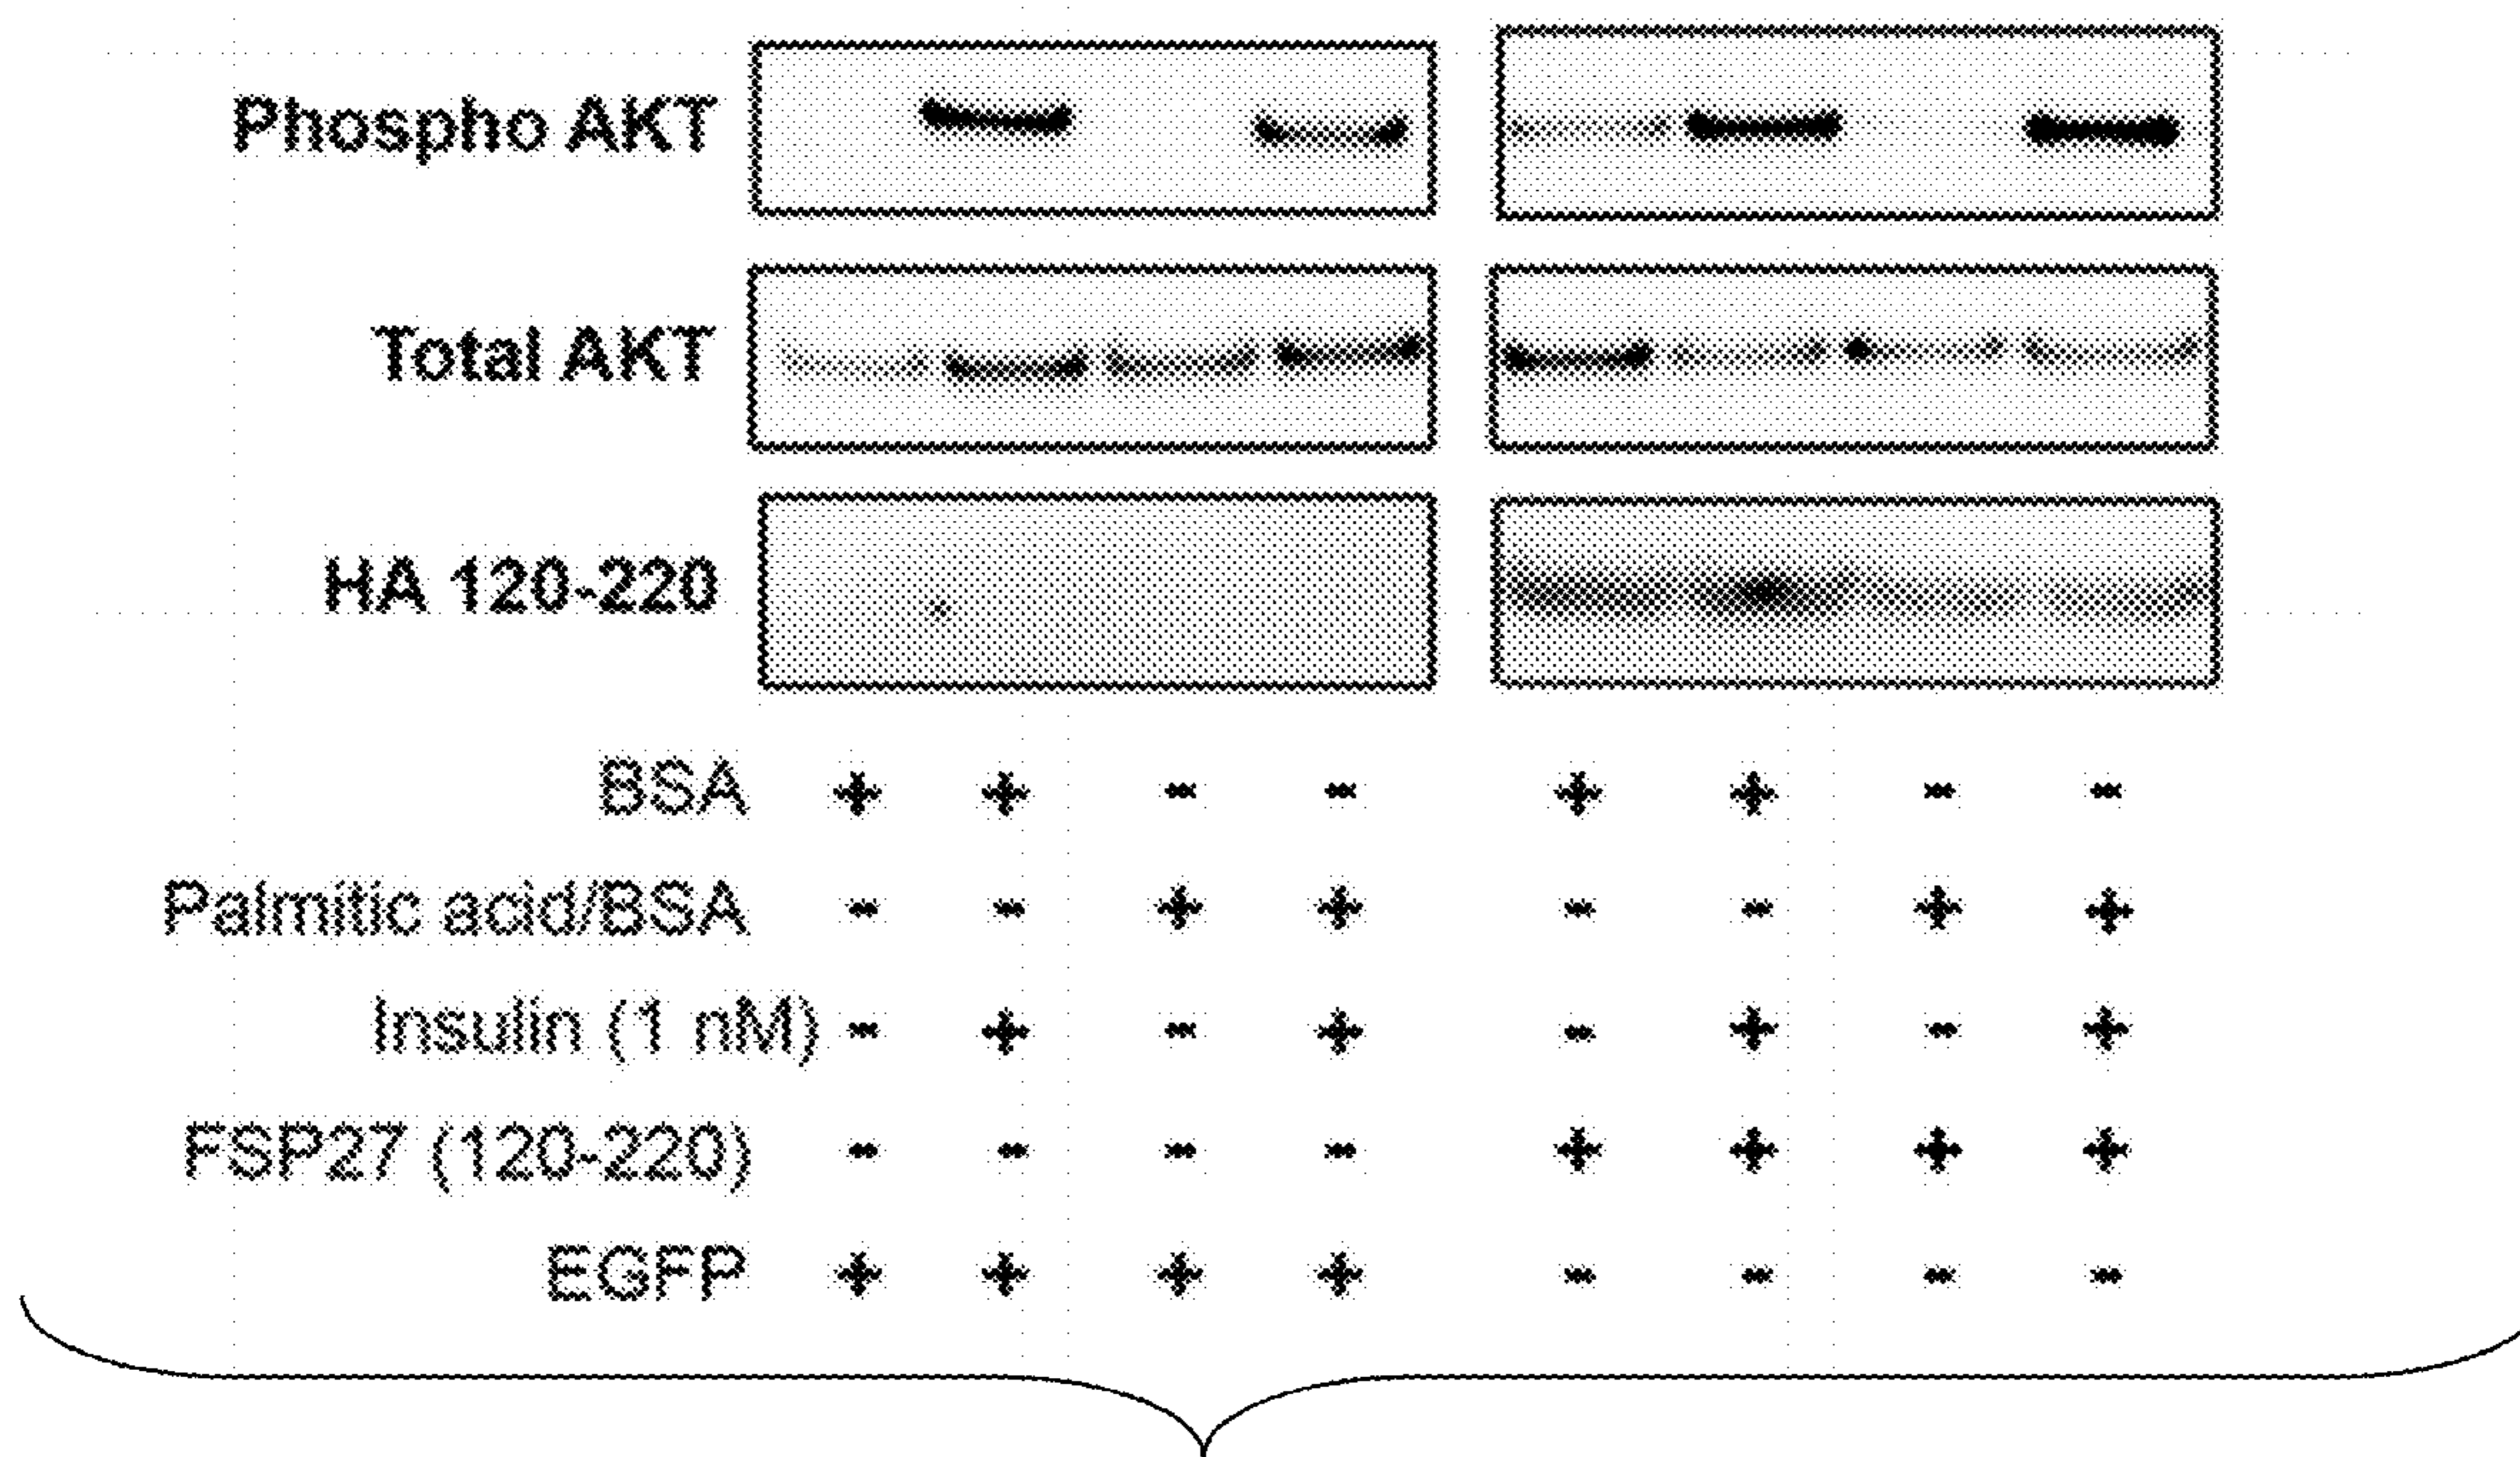 Phospho AKT
Total AKT
HA 120-220
BSA + + - - + + - -
Palmitic acid/BSA - - + + - - + +
Insulin (1 nM) - + - + - + - +
FSP27 (120-220) - - - - + + + +
EGFP + + + + - - - -